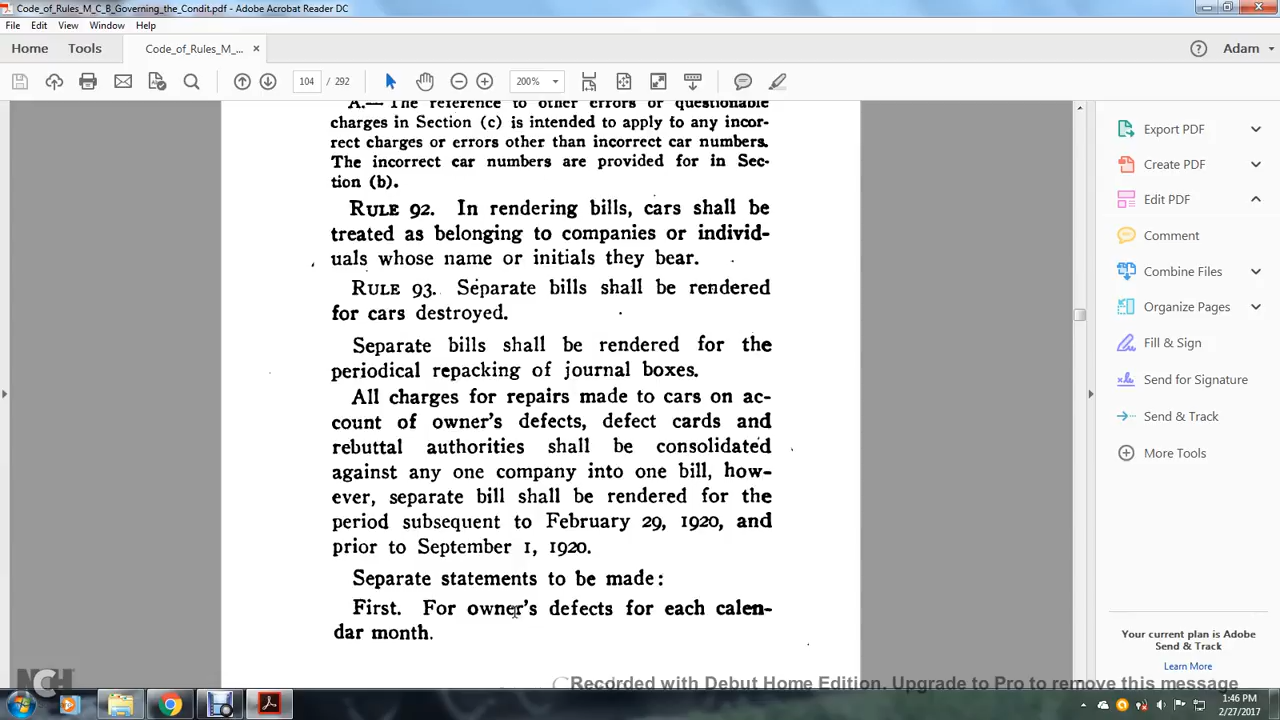 Code_of_Rules_M_C_B_Governing_the_Condit.pdf - Adobe Acrobat Reader DC
File Edit View Window Help
Home Tools Code_of_Rules_M_... × Adam
104 / 292 200%
A.— The reference to other errors or questionable
charges in Section (c) is intended to apply to any incor-
rect charges or errors other than incorrect car numbers.
The incorrect car numbers are provided for in Sec-
tion (b).
RULE 92. In rendering bills, cars shall be
treated as belonging to companies or individ-
uals whose name or initials they bear.
RULE 93. Separate bills shall be rendered
for cars destroyed.
Separate bills shall be rendered for the
periodical repacking of journal boxes.
All charges for repairs made to cars on ac-
count of owner's defects, defect cards and
rebuttal authorities shall be consolidated
against any one company into one bill, how-
ever, separate bill shall be rendered for the
period subsequent to February 29, 1920, and
prior to September 1, 1920.
Separate statements to be made:
First. For owner's defects for each calen-
dar month.
Export PDF
Create PDF
Edit PDF
Comment
Combine Files
Organize Pages
Fill & Sign
Send for Signature
Send & Track
More Tools
Your current plan is Adobe
Send & Track
Learn More
NCH
Recorded with Debut Home Edition. Upgrade to Pro to remove this message
1:46 PM
2/27/2017